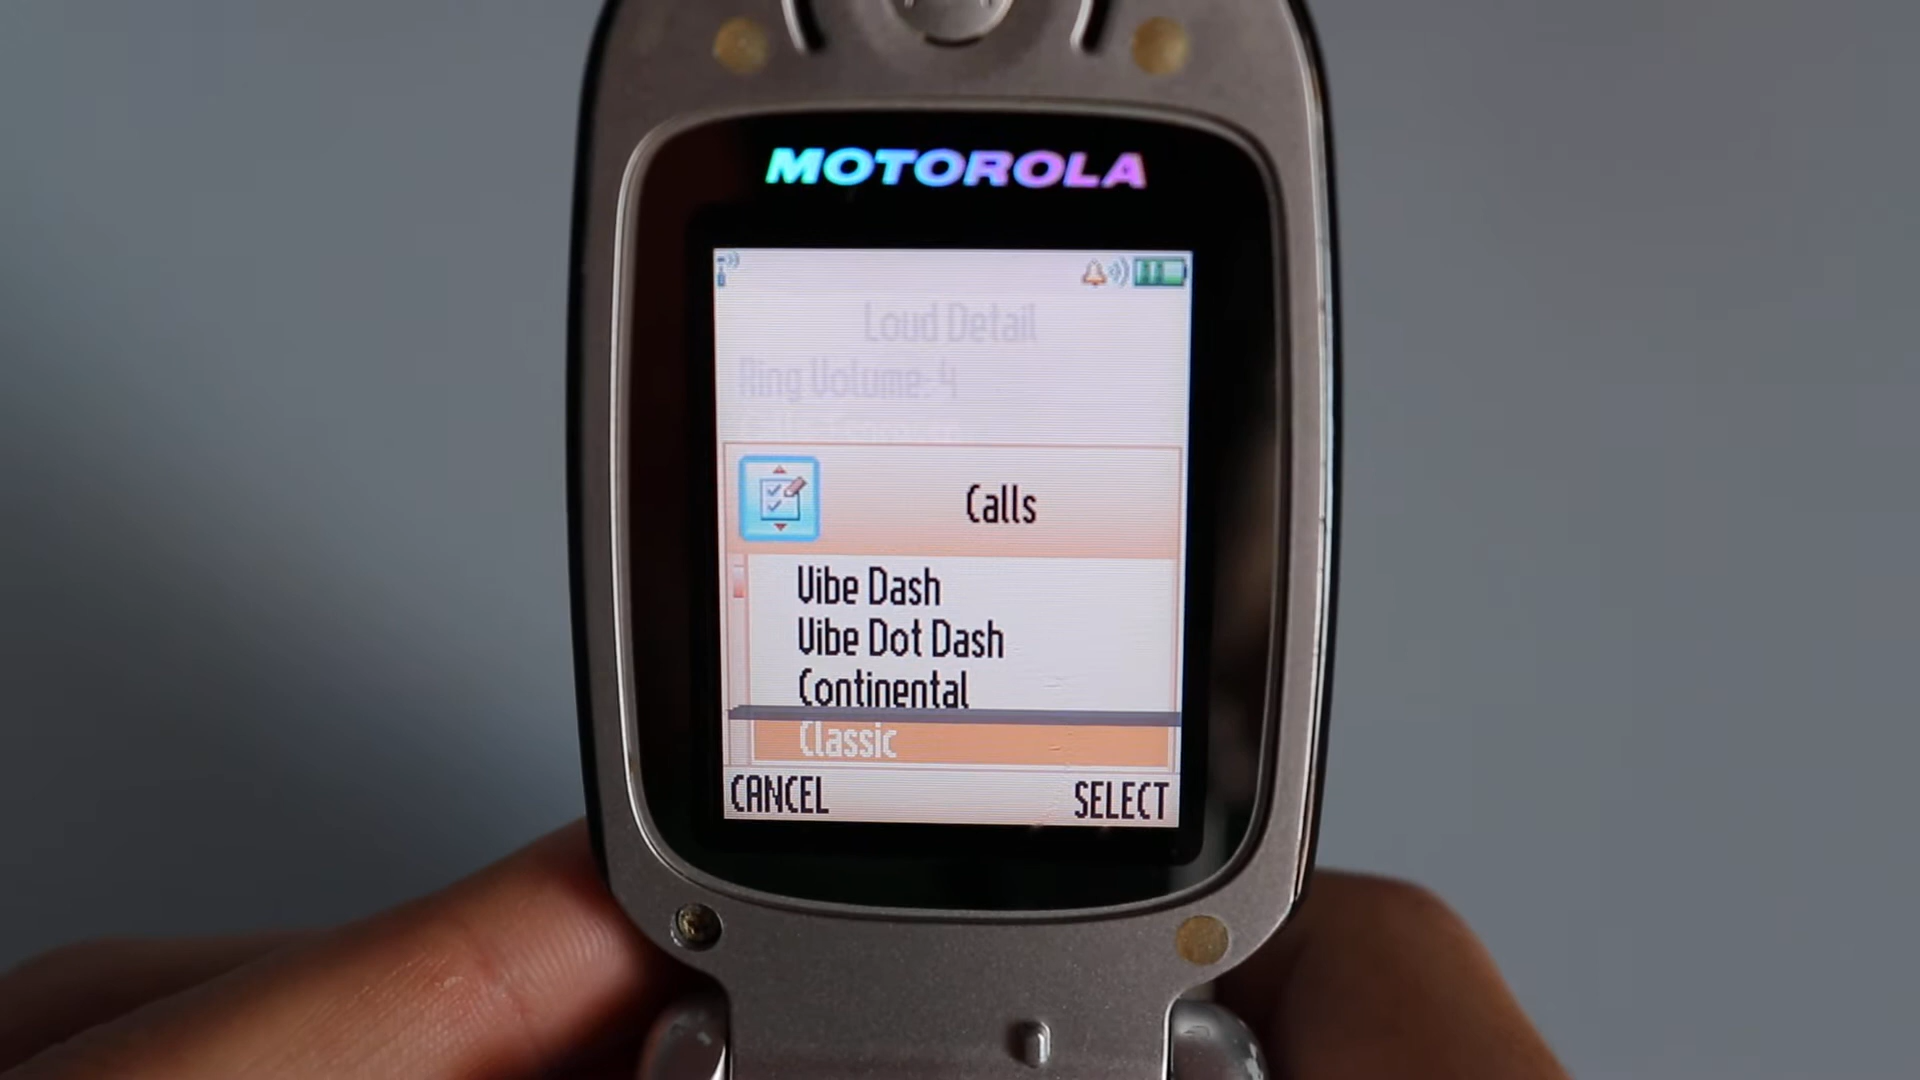 MOTOROLA
Loud Detail
Ring Volume: 4
Calls
Vibe Dash
Vibe Dot Dash
Continental
Classic
CANCEL
SELECT